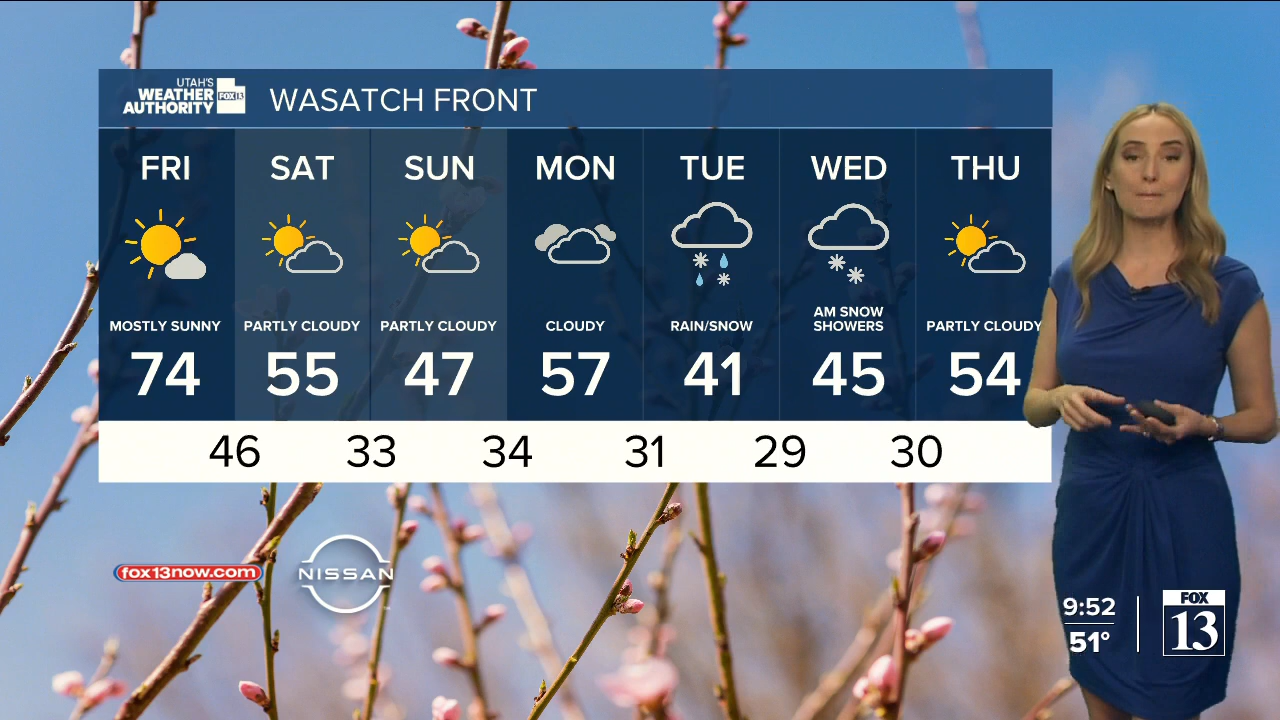 UTAH'S
WEATHER
AUTHORITY
FOX 13
WASATCH FRONT
FRI SAT SUN MON TUE WED THU
MOSTLY SUNNY PARTLY CLOUDY PARTLY CLOUDY CLOUDY RAIN/SNOW AM SNOW SHOWERS PARTLY CLOUDY
74 55 47 57 41 45 54
46 33 34 31 29 30
fox13now.com
NISSAN
9:52
51°
FOX
13